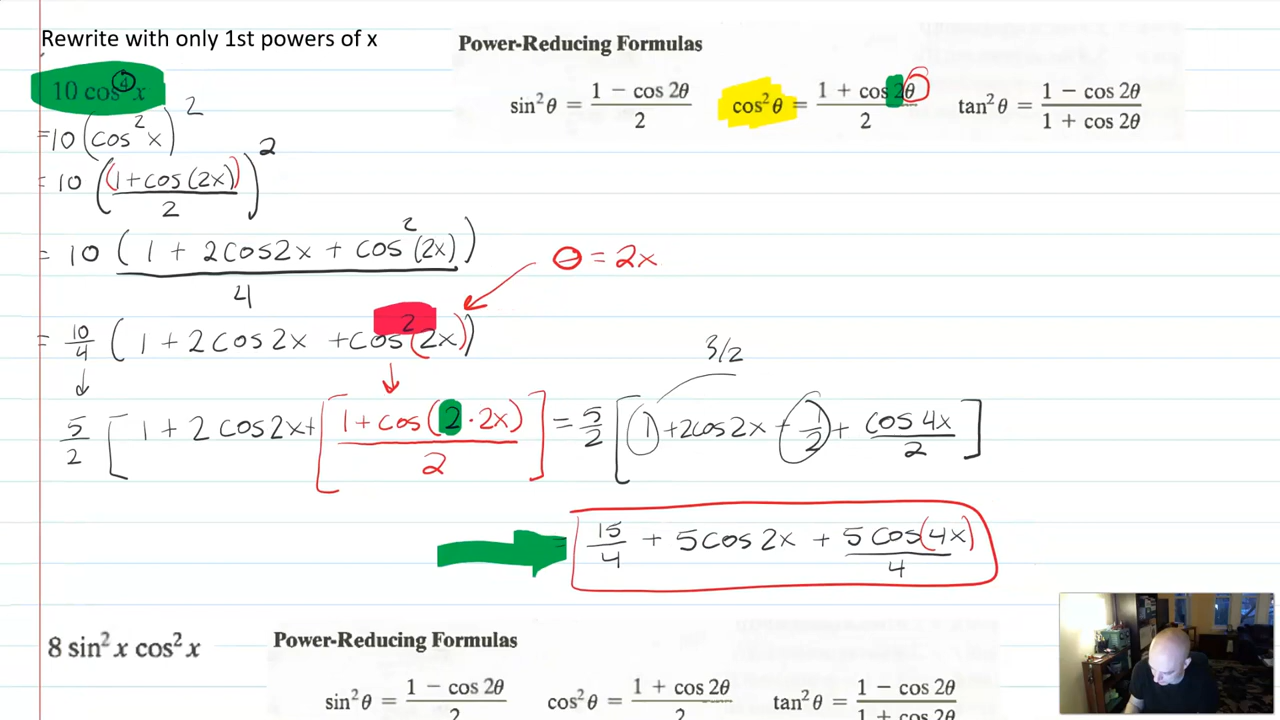 Rewrite with only 1st powers of x
Power-Reducing Formulas
sin²θ = (1 − cos 2θ)/2 cos²θ = (1 + cos 2θ)/2 tan²θ = (1 − cos 2θ)/(1 + cos 2θ)
10 cos⁴x
=10 (cos²x)²
= 10 ((1+cos(2x))/2)²
= 10 (1 + 2cos2x + cos²(2x))/4
θ = 2x
= 10/4 (1 + 2cos2x + cos²(2x))
3/2
5/2 [1 + 2cos2x + [(1+cos(2·2x))/2] = 5/2 [1 + 2cos2x + 1/2 + cos4x/2]
= 15/4 + 5cos2x + 5cos(4x)/4
8 sin²x cos²x
Power-Reducing Formulas
sin²θ = (1 − cos 2θ)/2 cos²θ = (1 + cos 2θ)/2 tan²θ = (1 − cos 2θ)/(1 + cos 2θ)